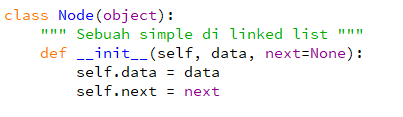 class Node(object):
    """ Sebuah simple di linked list """
    def __init__(self, data, next=None):
        self.data = data
        self.next = next